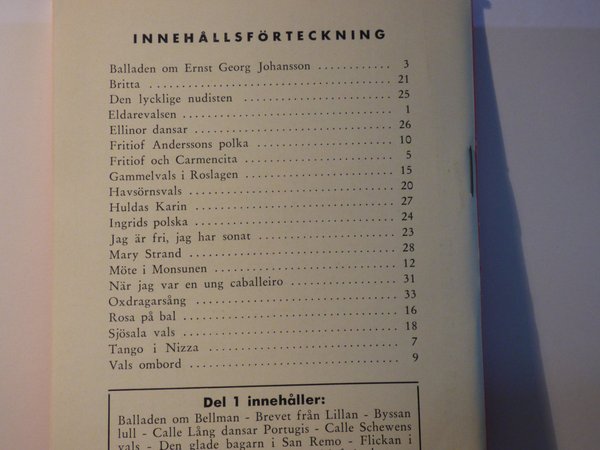 INNEHÅLLSFÖRTECKNING
Balladen om Ernst Georg Johansson ............ 3
Britta ............ 21
Den lycklige nudisten ............ 25
Eldarevalsen ............ 1
Ellinor dansar ............ 26
Fritiof Anderssons polka ............ 10
Fritiof och Carmencita ............ 5
Gammelvals i Roslagen ............ 15
Havsörnsvals ............ 20
Huldas Karin ............ 27
Ingrids polska ............ 24
Jag är fri, jag har sonat ............ 23
Mary Strand ............ 28
Möte i Monsunen ............ 12
När jag var en ung caballeiro ............ 31
Oxdragarsång ............ 33
Rosa på bal ............ 16
Sjösala vals ............ 18
Tango i Nizza ............ 7
Vals ombord ............ 9
Del 1 innehåller:
Balladen om Bellman - Brevet från Lillan - Byssan
lull - Calle Lång dansar Portugis - Calle Schewens
vals - Den glade bagarn i San Remo - Flickan i